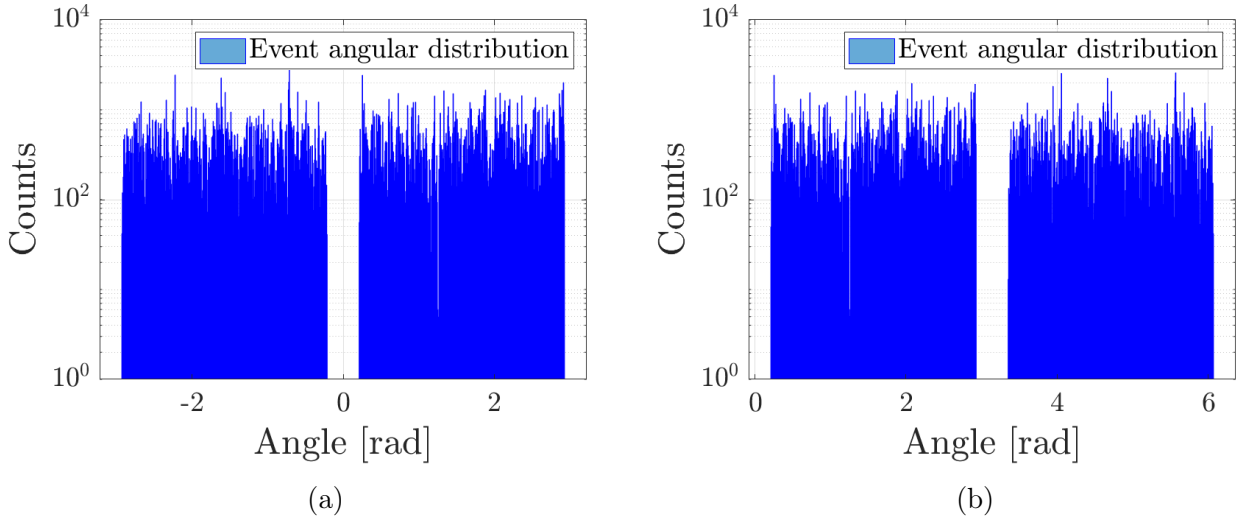 10^4
Event angular distribution
10^2
10^0
Counts
-2
0
2
Angle [rad]
(a)
10^4
Event angular distribution
10^2
10^0
Counts
0
2
4
6
Angle [rad]
(b)